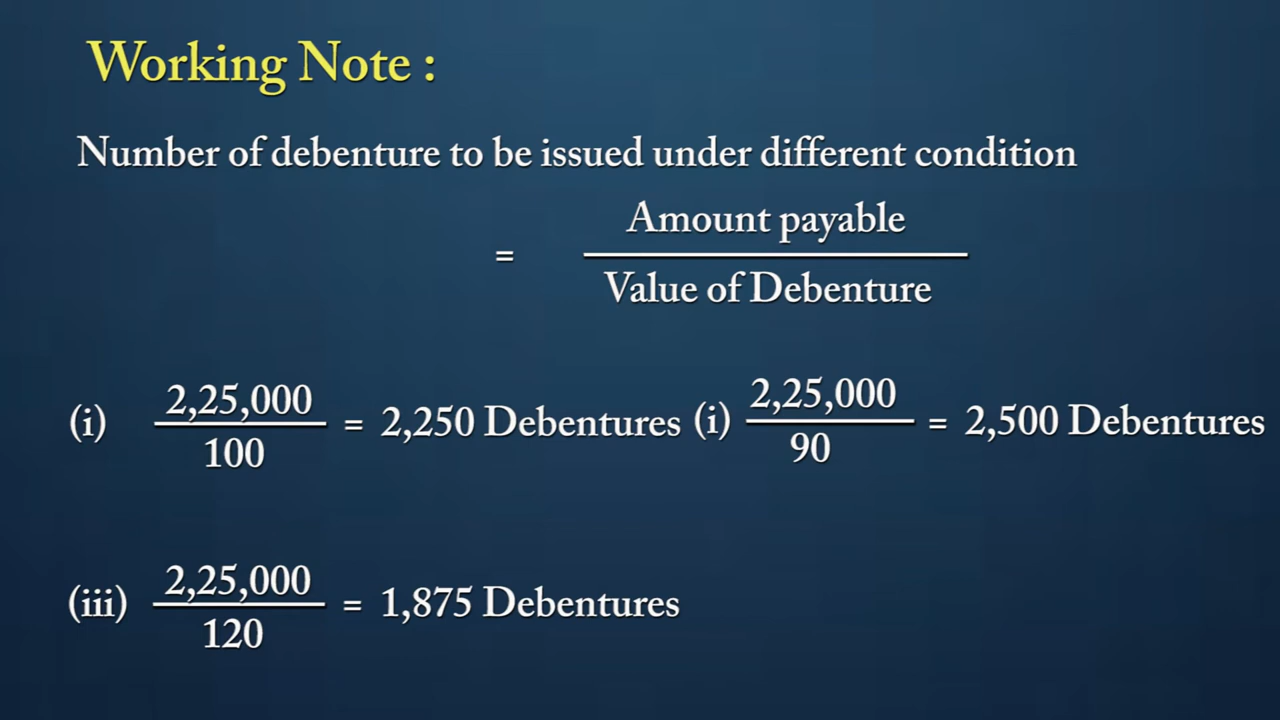 Working Note :
Number of debenture to be issued under different condition
= Amount payable / Value of Debenture
(i) 2,25,000 / 100 = 2,250 Debentures (i) 2,25,000 / 90 = 2,500 Debentures
(iii) 2,25,000 / 120 = 1,875 Debentures